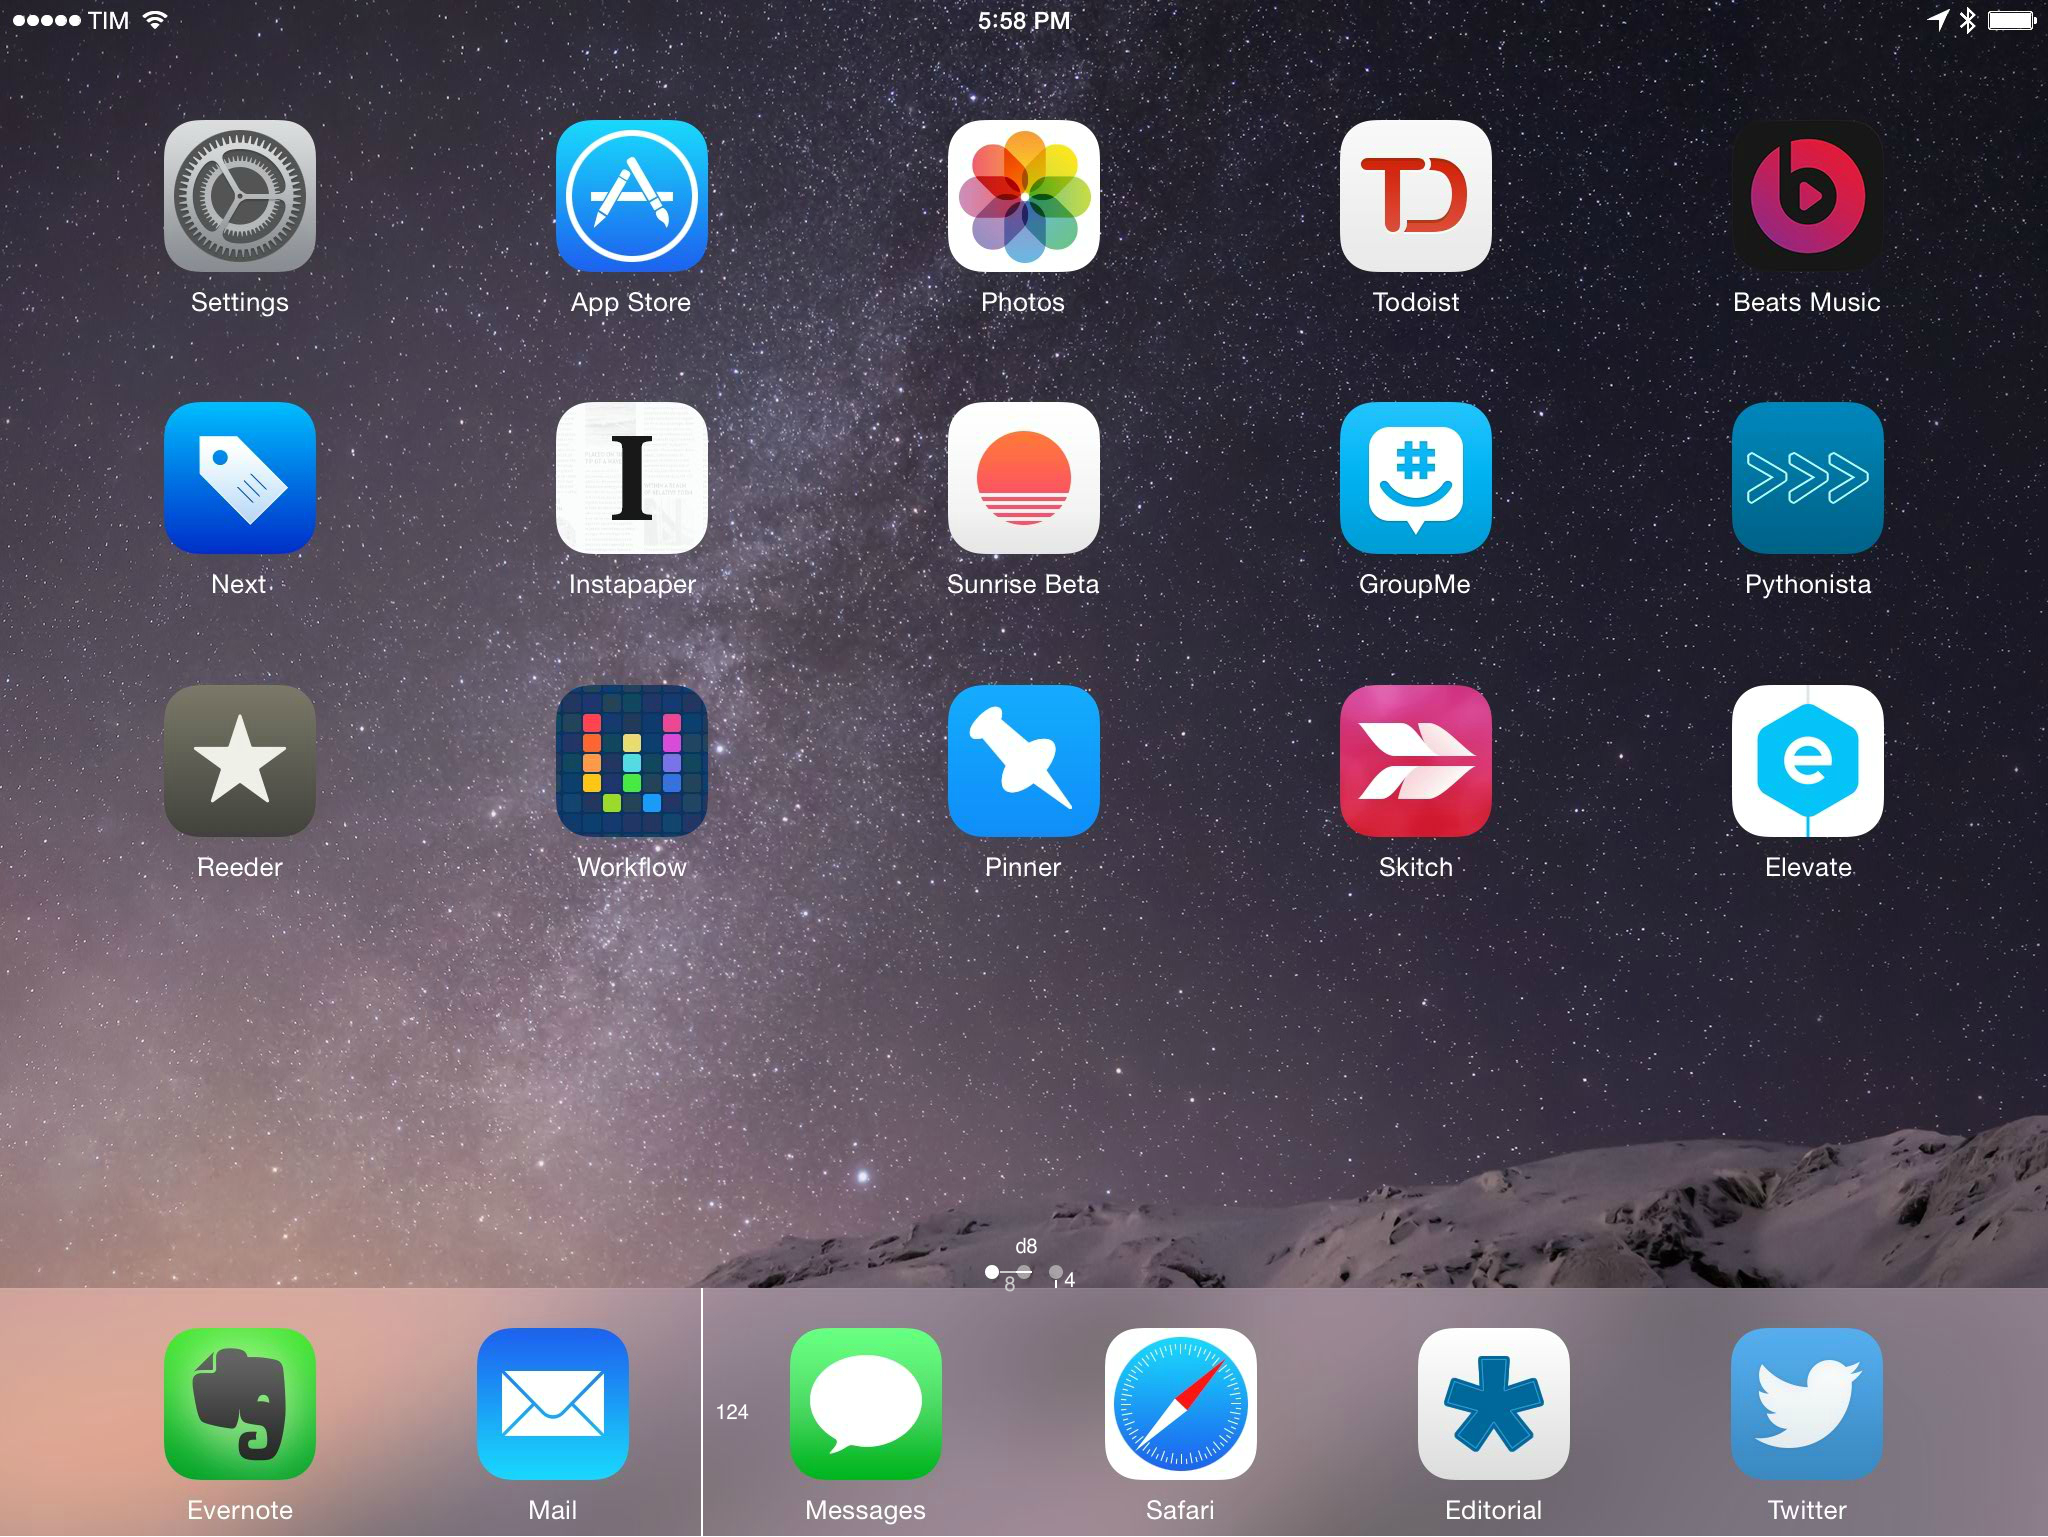 TIM
5:58 PM
Settings
App Store
Photos
Todoist
Beats Music
Next
Instapaper
Sunrise Beta
GroupMe
Pythonista
Reeder
Workflow
Pinner
Skitch
Elevate
d8
8
4
124
Evernote
Mail
Messages
Safari
Editorial
Twitter